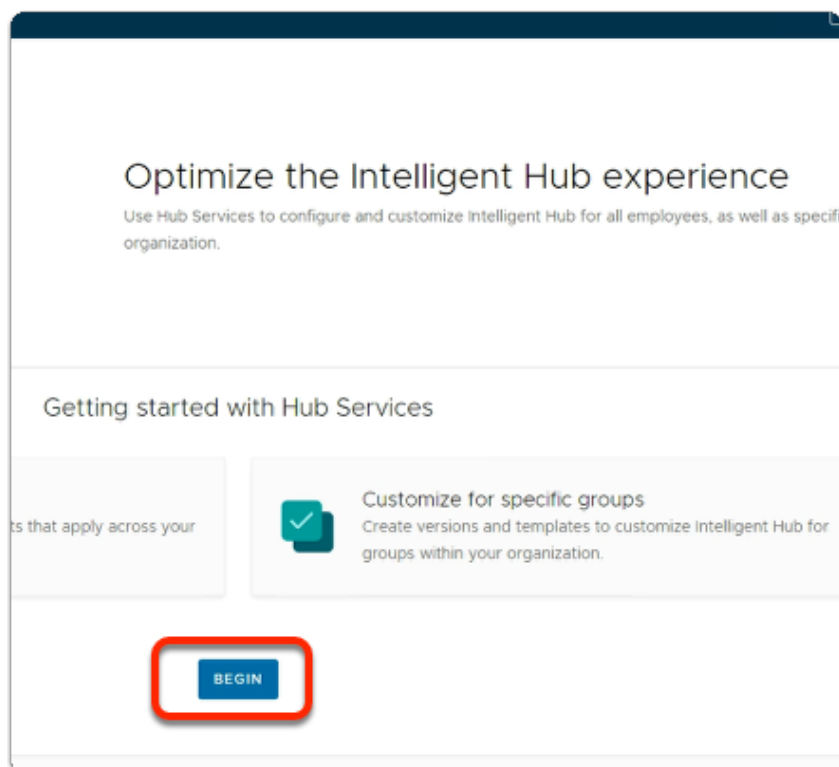 Optimize the Intelligent Hub experience
Use Hub Services to configure and customize Intelligent Hub for all employees, as well as
organization.
Getting started with Hub Services
Customize for specific groups
ts that apply across your
Create versions and templates to customize Intelligent Hub for
groups within your organization.
BEGIN